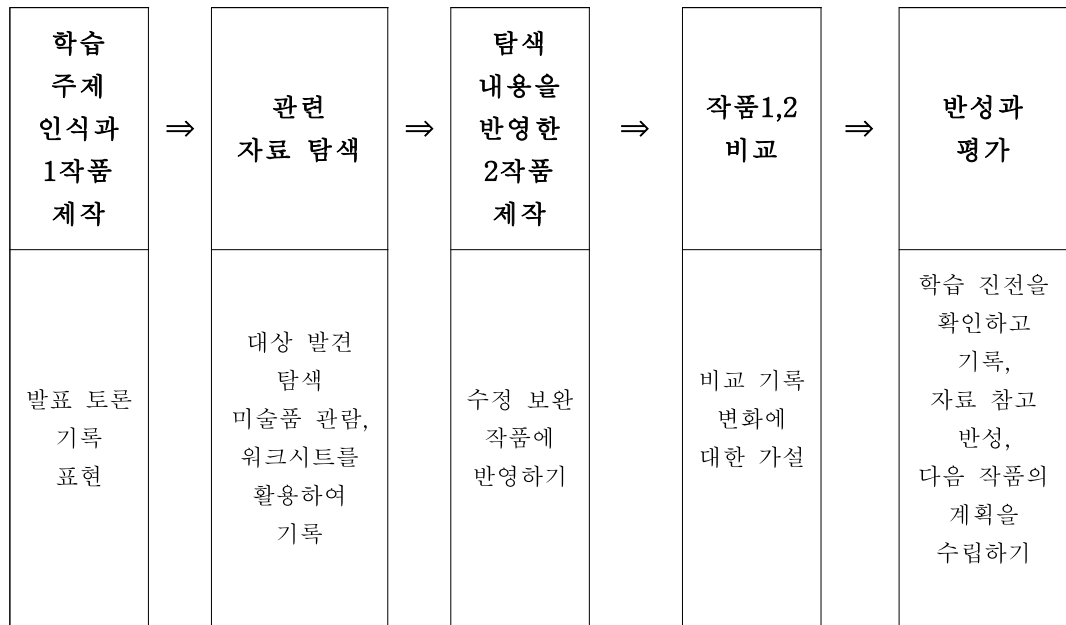 학습
주제
인식과
1작품
제작
⇒
관련
자료 탐색
⇒
탐색
내용을
반영한
2작품
제작
⇒
작품1,2
비교
⇒
반성과
평가
발표 토론
기록
표현
대상 발견
탐색
미술품 관람,
워크시트를
활용하여
기록
수정 보완
작품에
반영하기
비교 기록
변화에
대한 가설
학습 진전을
확인하고
기록,
자료 참고
반성,
다음 작품의
계획을
수립하기